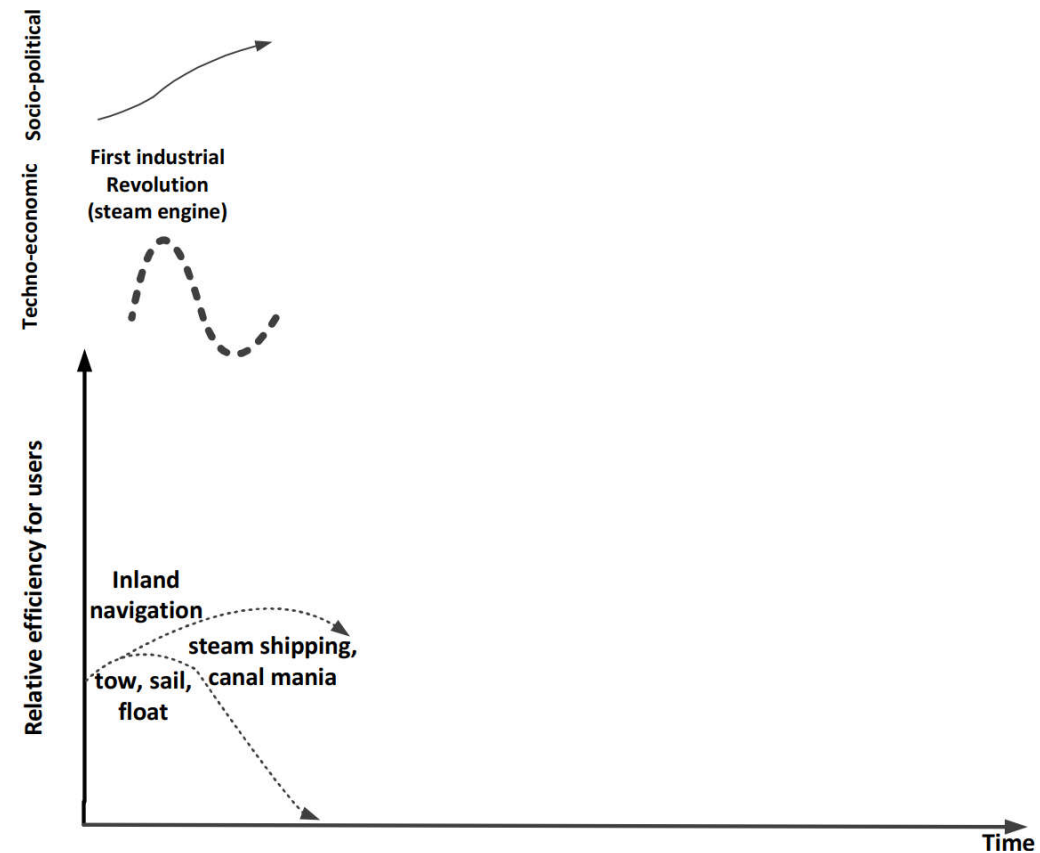 Socio-political
Techno-economic
First industrial
Revolution
(steam engine)
Relative efficiency for users
Inland
navigation
steam shipping,
canal mania
tow, sail,
float
Time